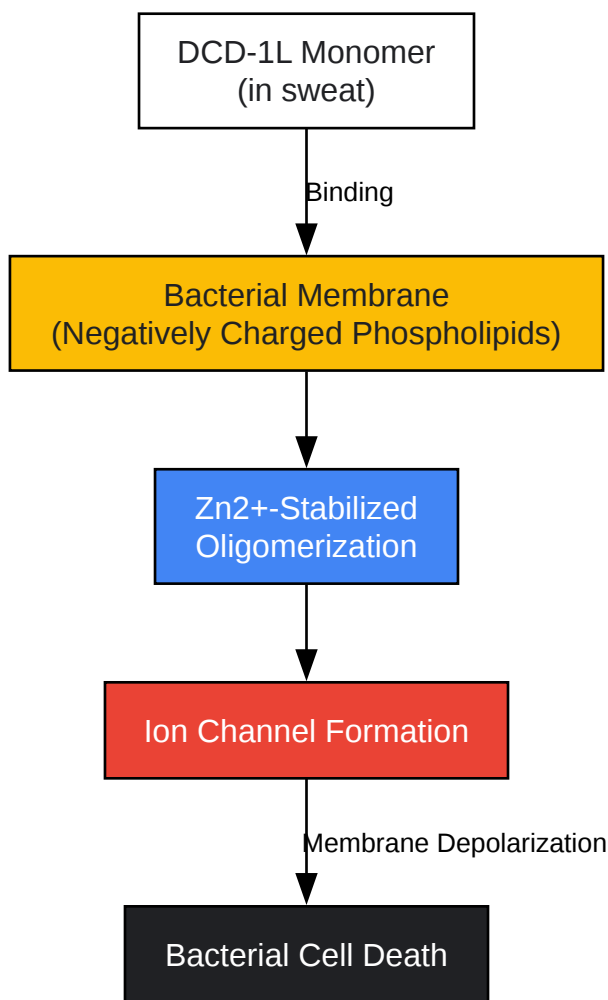 DCD-1L Monomer
(in sweat)
Binding
Bacterial Membrane
(Negatively Charged Phospholipids)
Zn2+-Stabilized
Oligomerization
Ion Channel Formation
Membrane Depolarization
Bacterial Cell Death